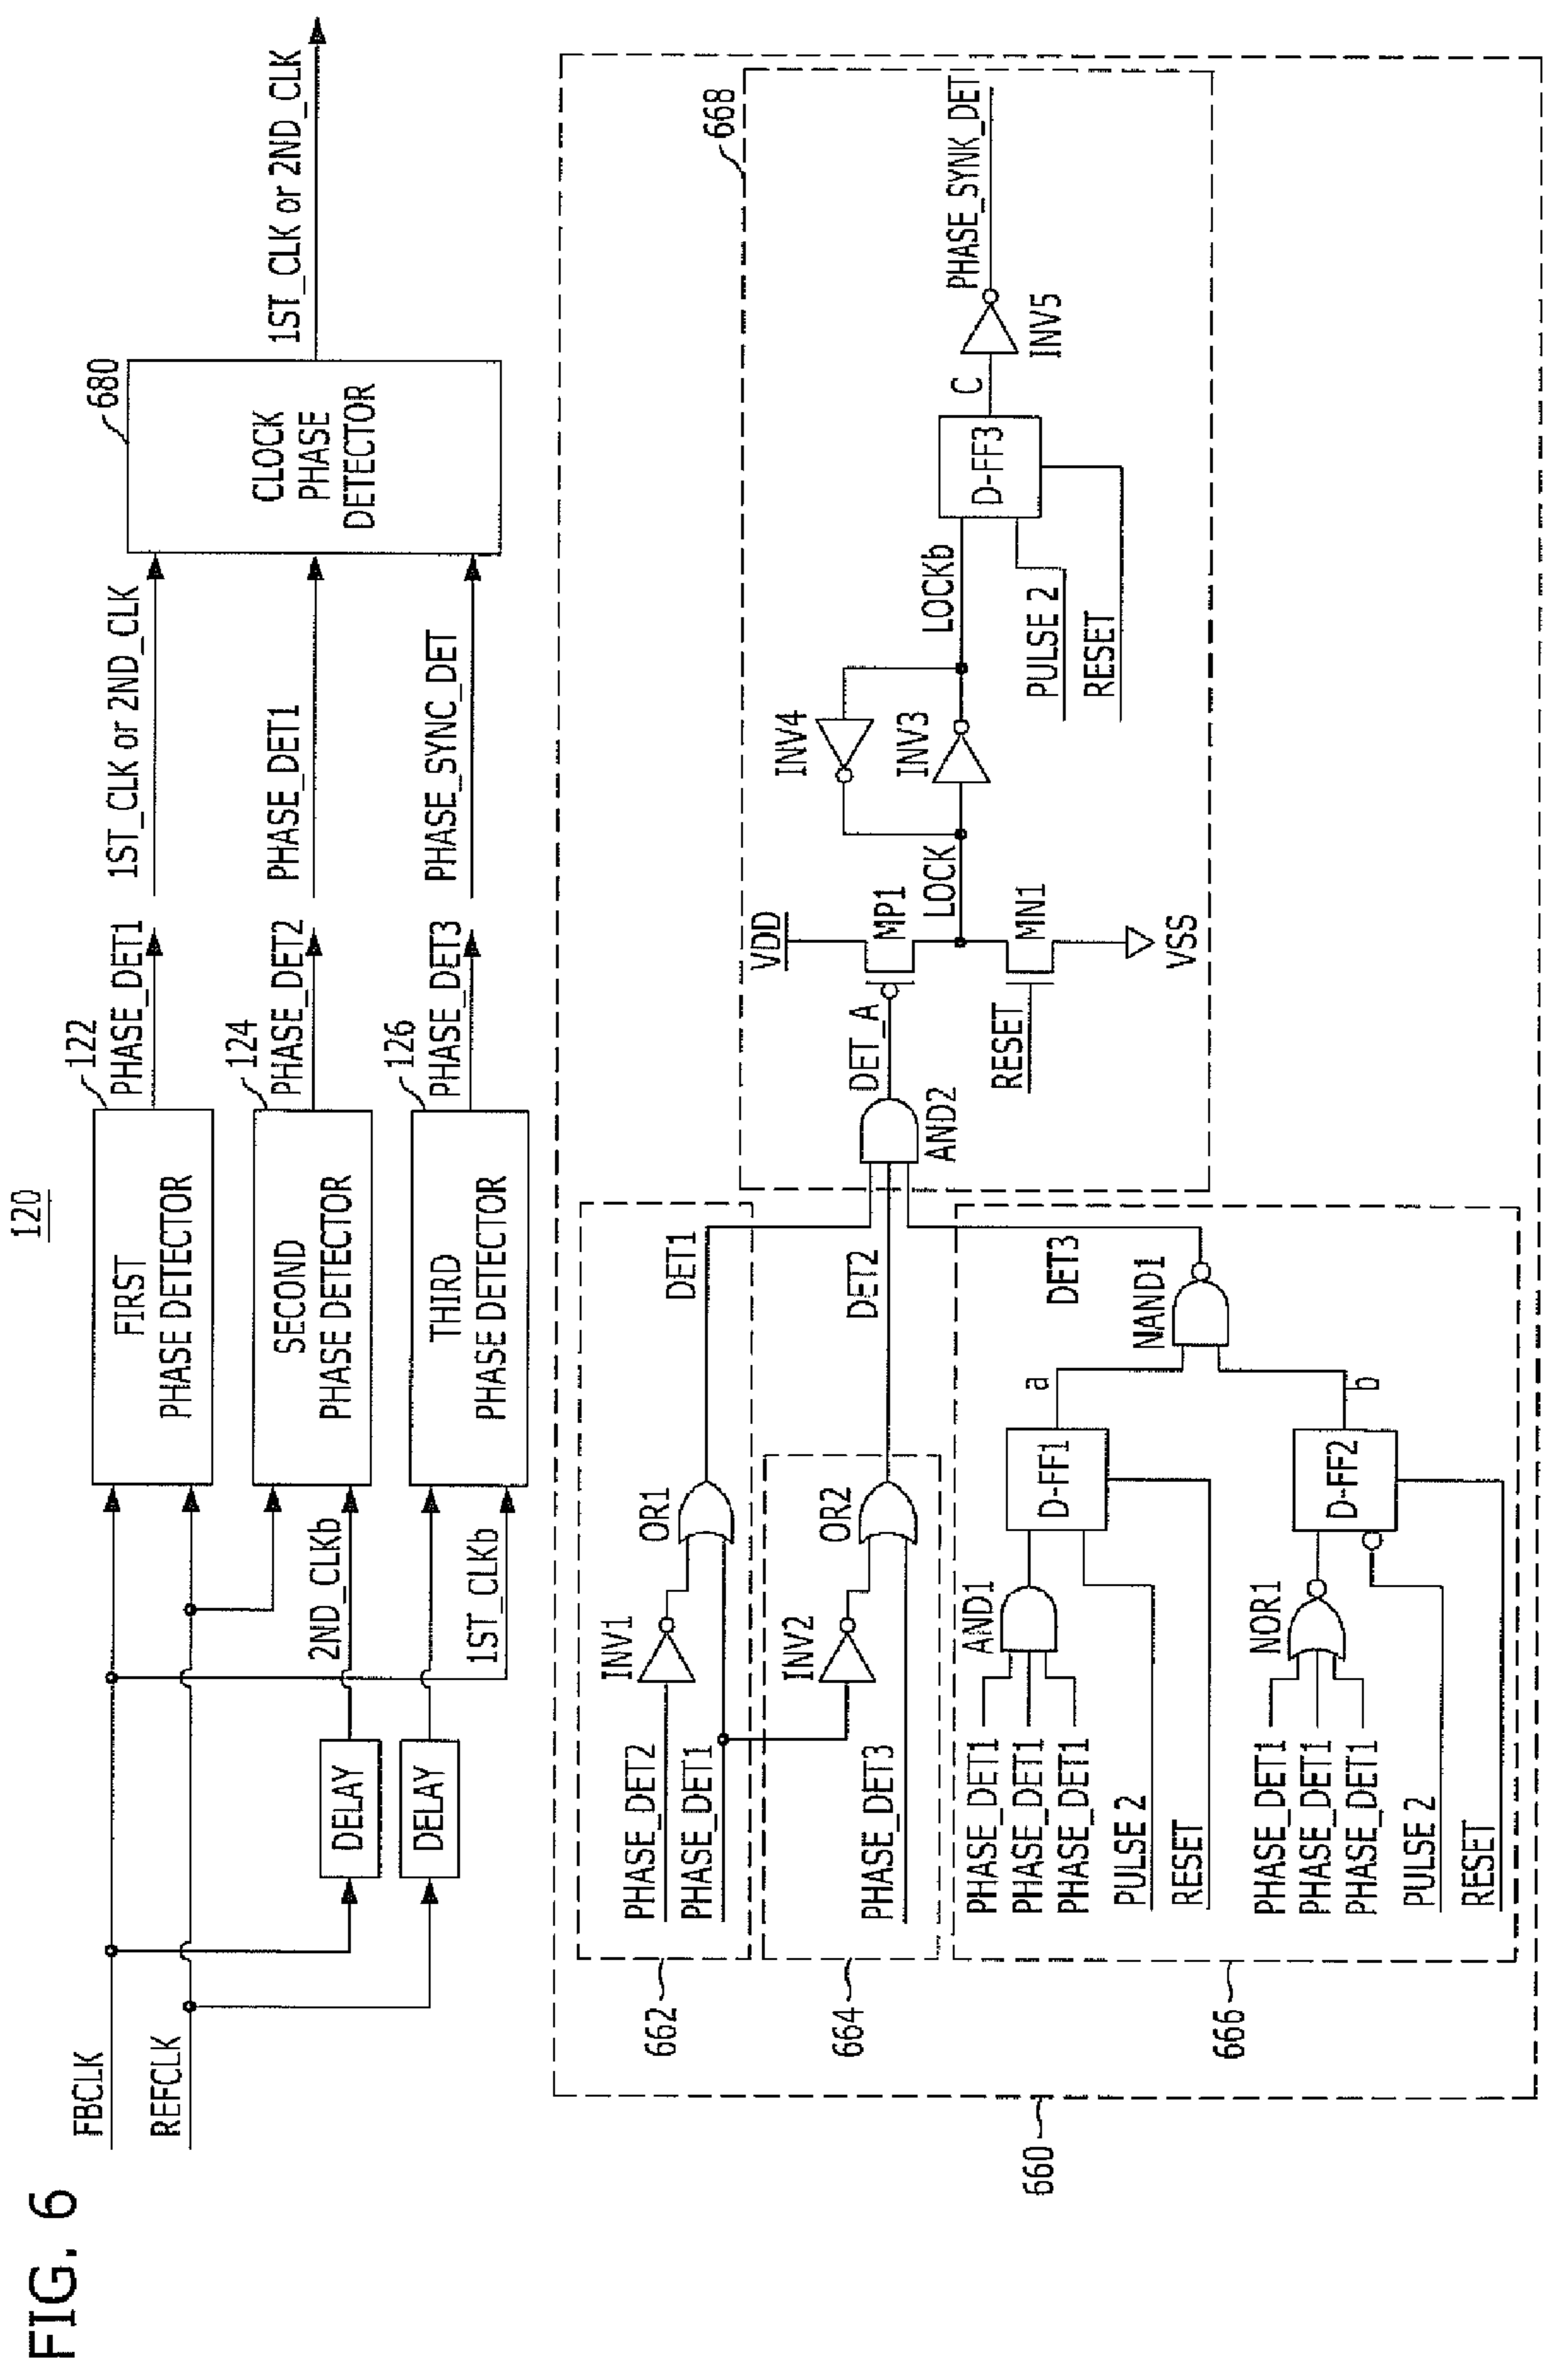 FIG. 6
120
FBCLK
REFCLK
DELAY
DELAY
2ND_CLKb
1ST_CLKb
FIRST
PHASE DETECTOR
122
PHASE_DET1
SECOND
PHASE DETECTOR
124
PHASE_DET2
THIRD
PHASE DETECTOR
126
PHASE_DET3
1ST_CLK or 2ND_CLK
PHASE_DET1
PHASE_SYNC_DET
CLOCK
PHASE
DETECTOR
680
1ST_CLK or 2ND_CLK
660
662
PHASE_DET2
PHASE_DET1
INV1
OR1
DET1
664
PHASE_DET3
INV2
OR2
DET2
666
PHASE_DET1
PHASE_DET1
PHASE_DET1
AND1
PULSE 2
RESET
D-FF1
a
PHASE_DET1
PHASE_DET1
PHASE_DET1
NOR1
PULSE 2
RESET
D-FF2
b
NAND1
DET3
668
AND2
DET_A
VDD
MP1
RESET
MN1
VSS
LOCK
INV4
INV3
LOCKb
PULSE 2
RESET
D-FF3
C
INV5
PHASE_SYNK_DET